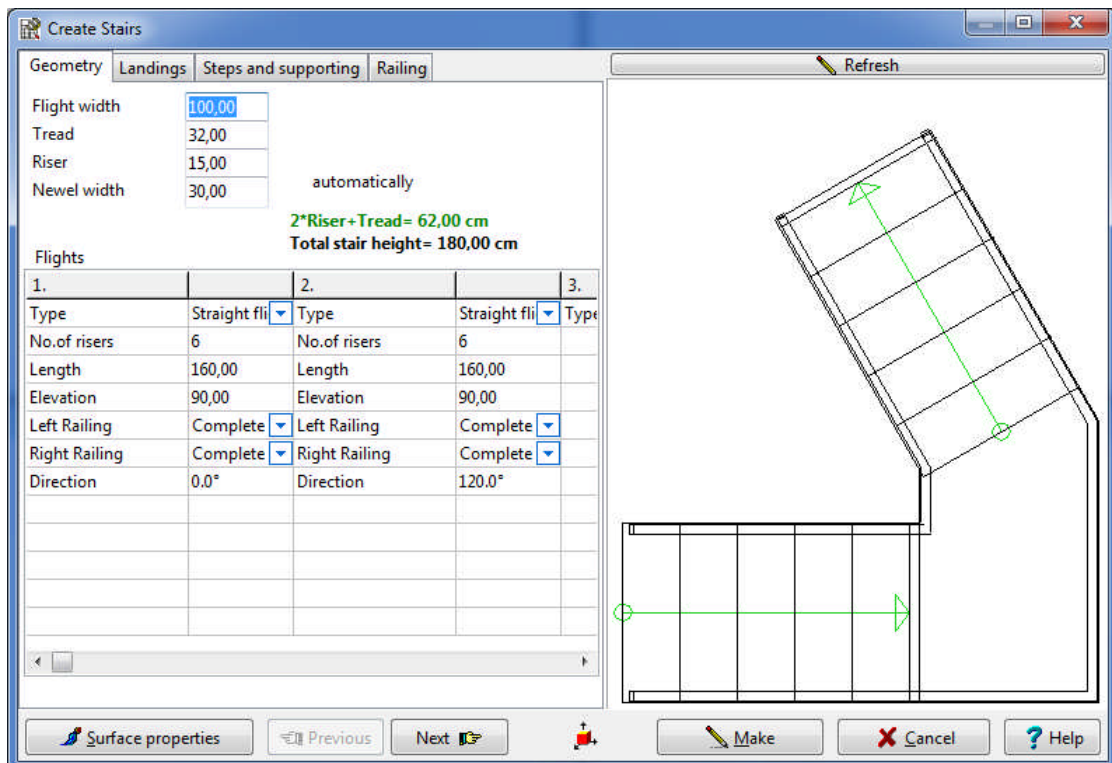 Create Stairs
Geometry Landings Steps and supporting Railing
Refresh
Flight width 100,00
Tread 32,00
Riser 15,00
Newel width 30,00
automatically
2*Riser+Tread= 62,00 cm
Total stair height= 180,00 cm
Flights
1. 2. 3.
Type Straight fli Type Straight fli Type
No.of risers 6 No.of risers 6
Length 160,00 Length 160,00
Elevation 90,00 Elevation 90,00
Left Railing Complete Left Railing Complete
Right Railing Complete Right Railing Complete
Direction 0.0° Direction 120.0°
Surface properties Previous Next Make Cancel ? Help